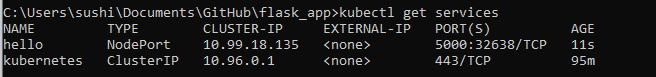 C:\Users\sushi\Documents\GitHub\flask_app>kubectl get services
NAME         TYPE        CLUSTER-IP     EXTERNAL-IP   PORT(S)          AGE
hello        NodePort    10.99.18.135   <none>        5000:32638/TCP   11s
kubernetes   ClusterIP   10.96.0.1      <none>        443/TCP          95m